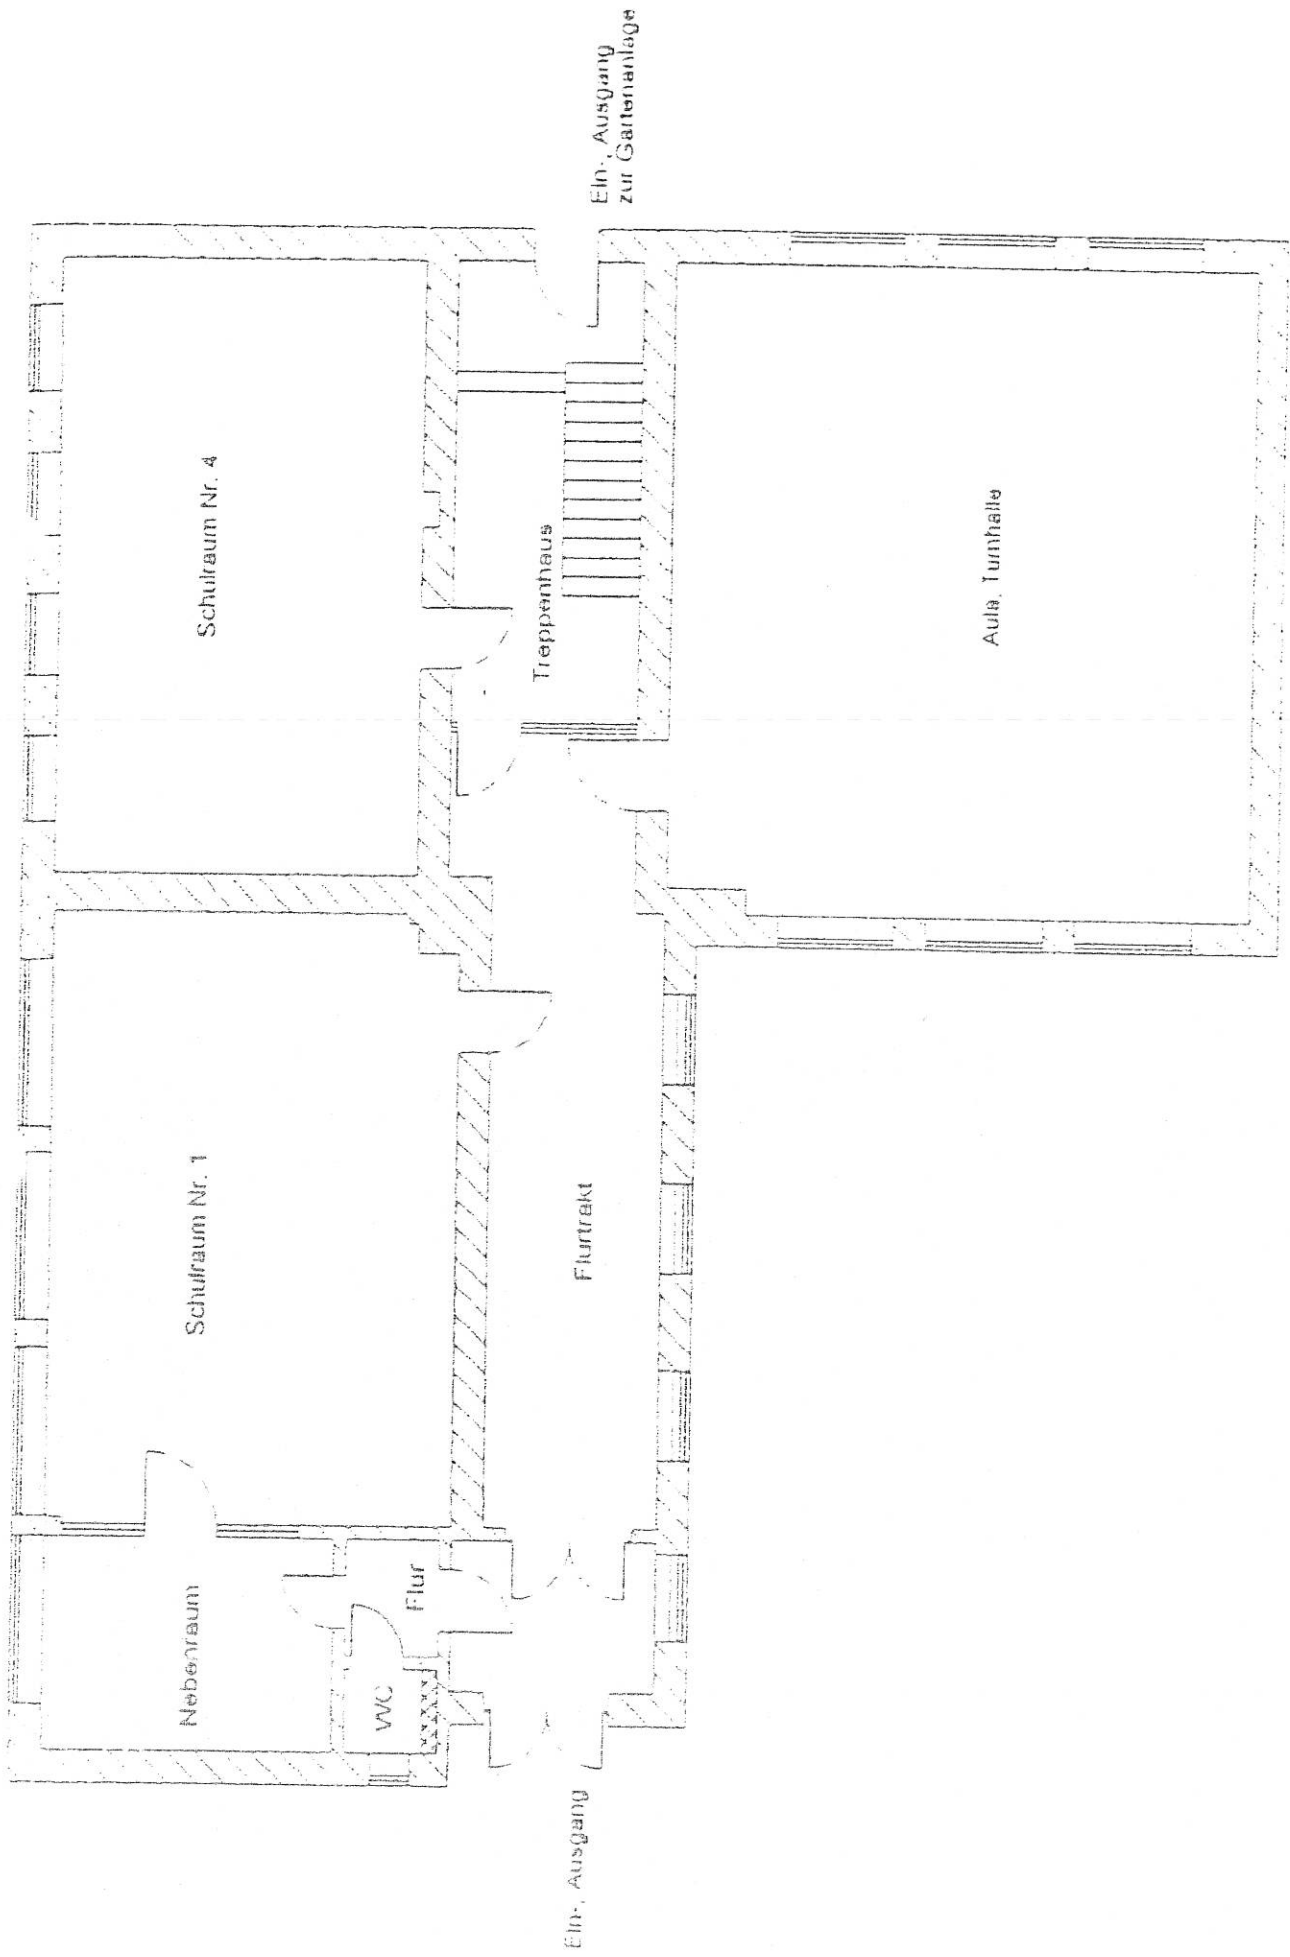 Nebenraum
Schulraum Nr. 1
Schulraum Nr. 4
WC
Flur
Treppenhaus
Flurtrakt
Ein-, Ausgang
Ein-, Ausgang
zur Gartenanlage
Aula, Turnhalle